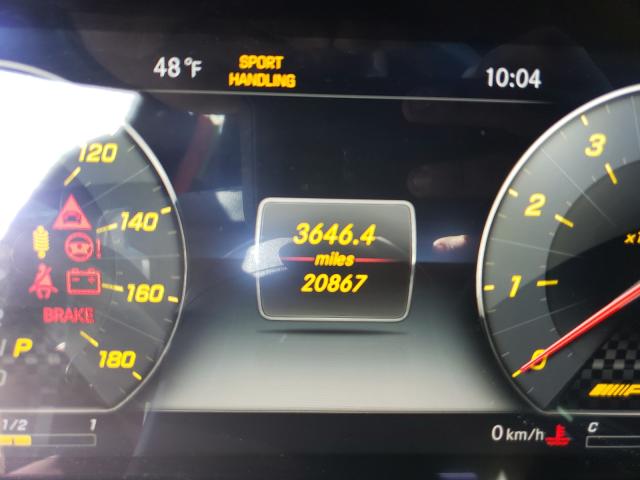 48°F
SPORT
HANDLING
10:04
120
140
160
180
BRAKE
P
1/2
1
3646.4
miles
20867
3
2
1
0
0 km/h
C